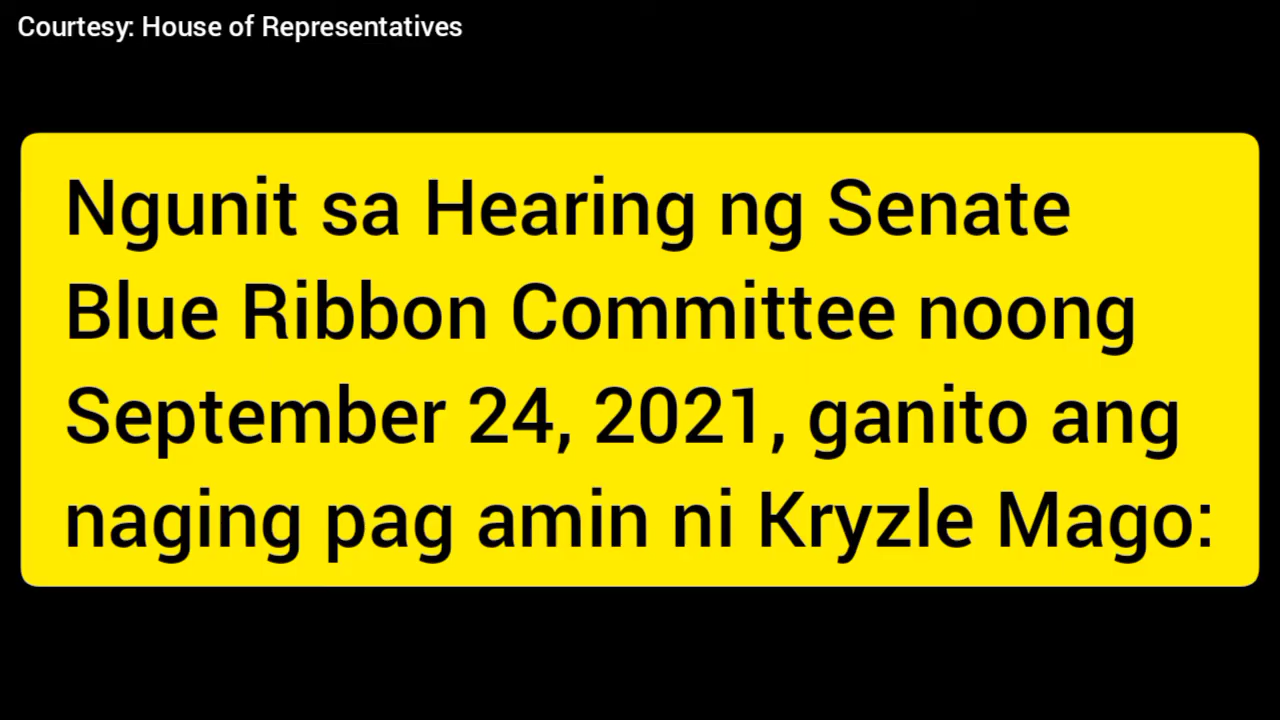 Courtesy: House of Representatives
Ngunit sa Hearing ng Senate
Blue Ribbon Committee noong
September 24, 2021, ganito ang
naging pag amin ni Kryzle Mago: